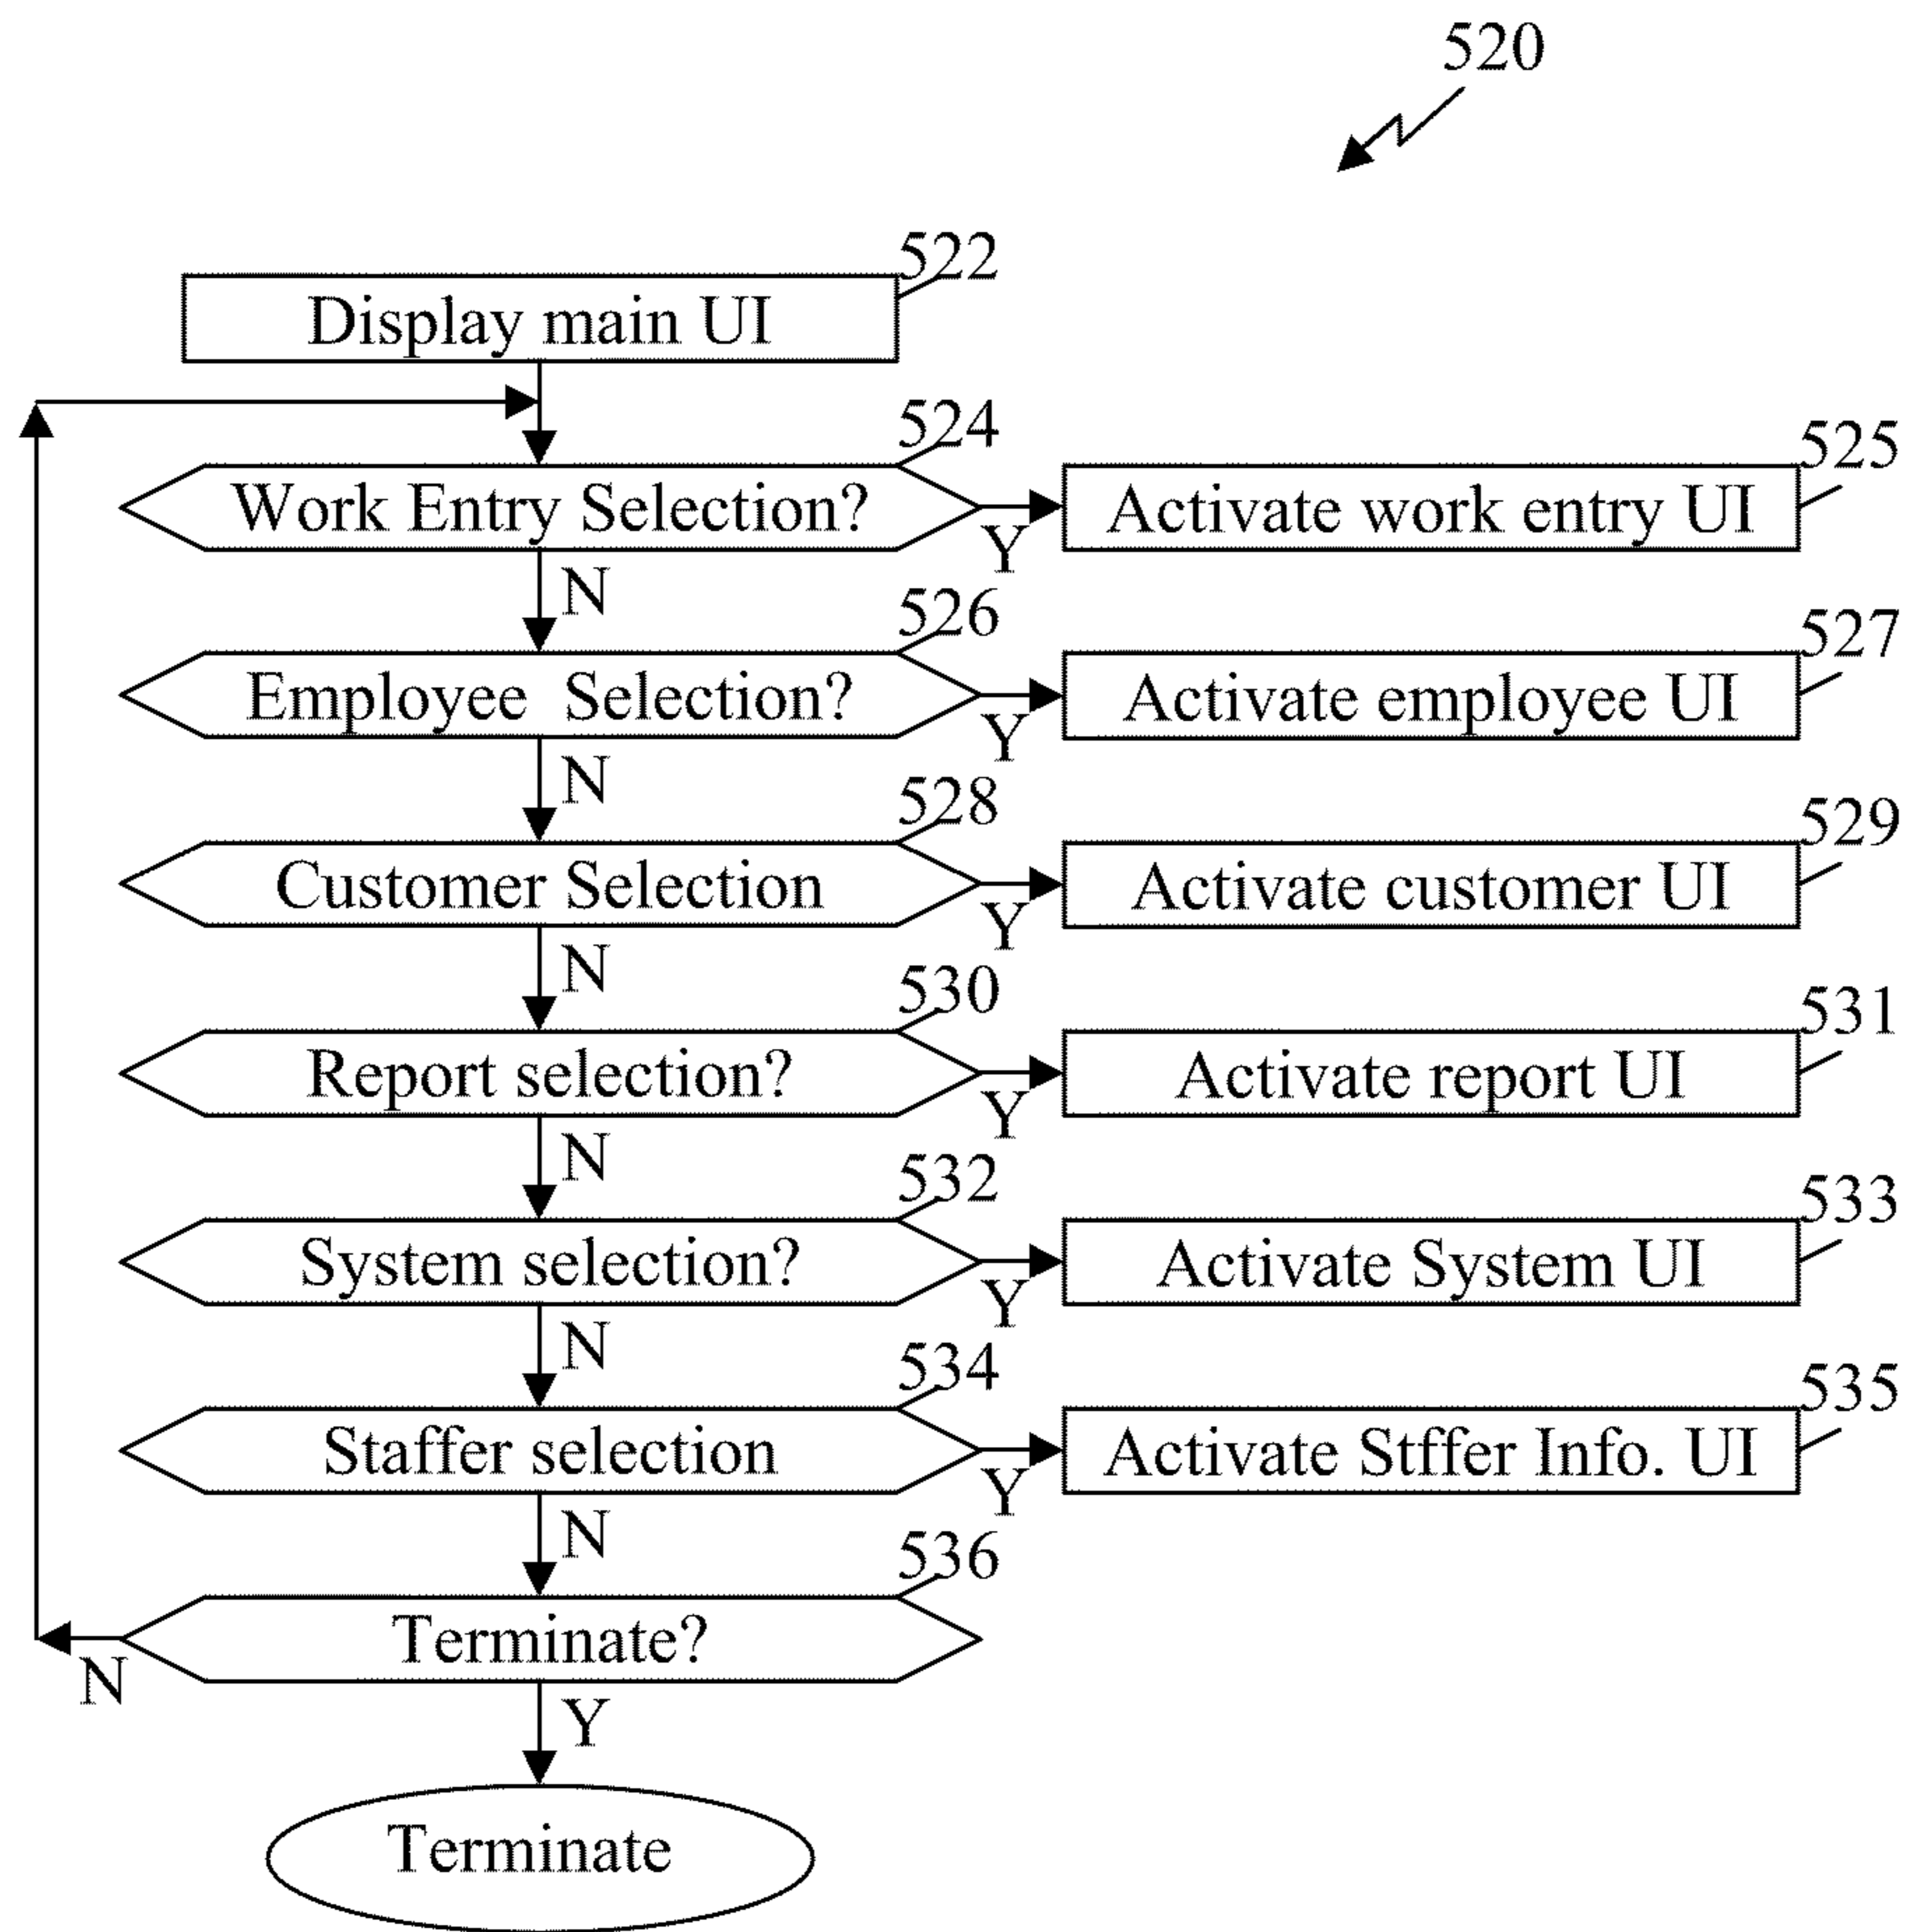 520
522
Display main UI
524
525
Work Entry Selection?
Y
Activate work entry UI
N
526
527
Employee Selection?
Y
Activate employee UI
N
528
529
Customer Selection
Y
Activate customer UI
N
530
531
Report selection?
Y
Activate report UI
N
532
533
System selection?
Y
Activate System UI
N
534
535
Staffer selection
Y
Activate Stffer Info. UI
N
536
Terminate?
N
Y
Terminate